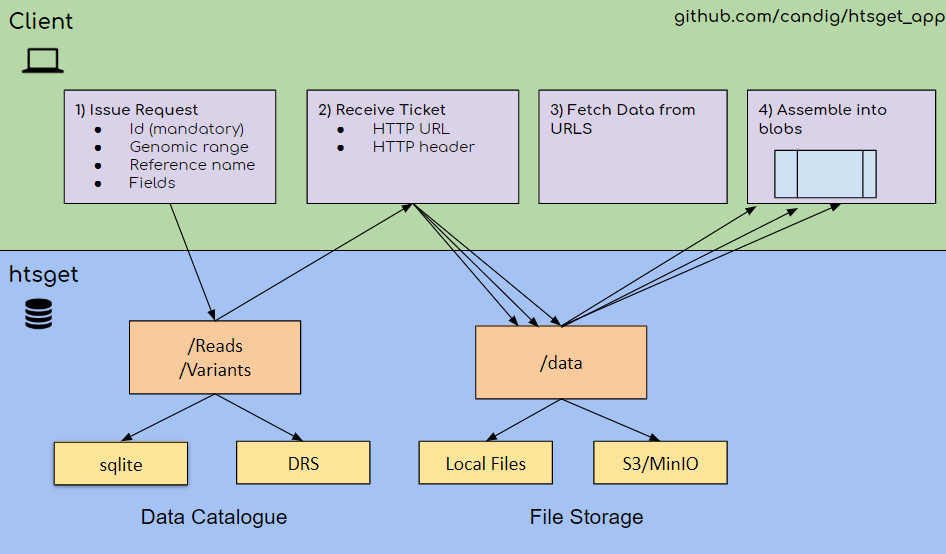 Client
github.com/candig/htsget_app
1) Issue Request
● Id (mandatory)
● Genomic range
● Reference name
● Fields
2) Receive Ticket
● HTTP URL
● HTTP header
3) Fetch Data from
URLS
4) Assemble into
blobs
htsget
/Reads
/Variants
/data
sqlite
DRS
Local Files
S3/MinIO
Data Catalogue
File Storage